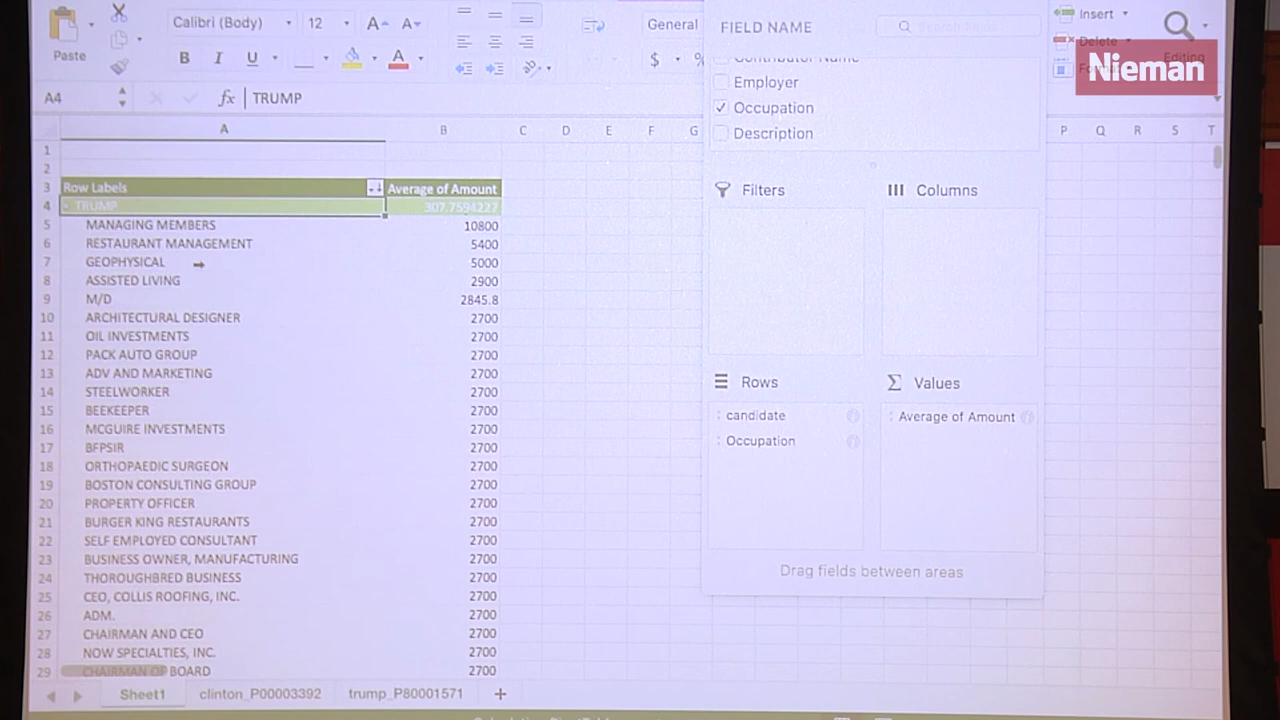 Calibri (Body)
12
A
A
General
FIELD NAME
Insert
Paste
B
I
U
A
$
%
Employer
Delete
Editing
Nieman
A4
fx
TRUMP
Occupation
Description
A
B
C
D
E
F
G
P
Q
R
S
T
1
2
3
Row Labels
Average of Amount
4
TRUMP
307.7594227
5
MANAGING MEMBERS
10800
6
RESTAURANT MANAGEMENT
5400
7
GEOPHYSICAL
5000
8
ASSISTED LIVING
2900
9
M/D
2845.8
10
ARCHITECTURAL DESIGNER
2700
11
OIL INVESTMENTS
2700
12
PACK AUTO GROUP
2700
13
ADV AND MARKETING
2700
14
STEELWORKER
2700
15
BEEKEEPER
2700
16
MCGUIRE INVESTMENTS
2700
17
BFPSIR
2700
18
ORTHOPAEDIC SURGEON
2700
19
BOSTON CONSULTING GROUP
2700
20
PROPERTY OFFICER
2700
21
BURGER KING RESTAURANTS
2700
22
SELF EMPLOYED CONSULTANT
2700
23
BUSINESS OWNER, MANUFACTURING
2700
24
THOROUGHBRED BUSINESS
2700
25
CEO, COLLIS ROOFING, INC.
2700
26
ADM.
2700
27
CHAIRMAN AND CEO
2700
28
NOW SPECIALTIES, INC.
2700
29
CHAIRMAN OF BOARD
2700
Filters
Columns
Rows
Values
candidate
Occupation
Average of Amount
Drag fields between areas
Sheet1
clinton_P00003392
trump_P80001571
+